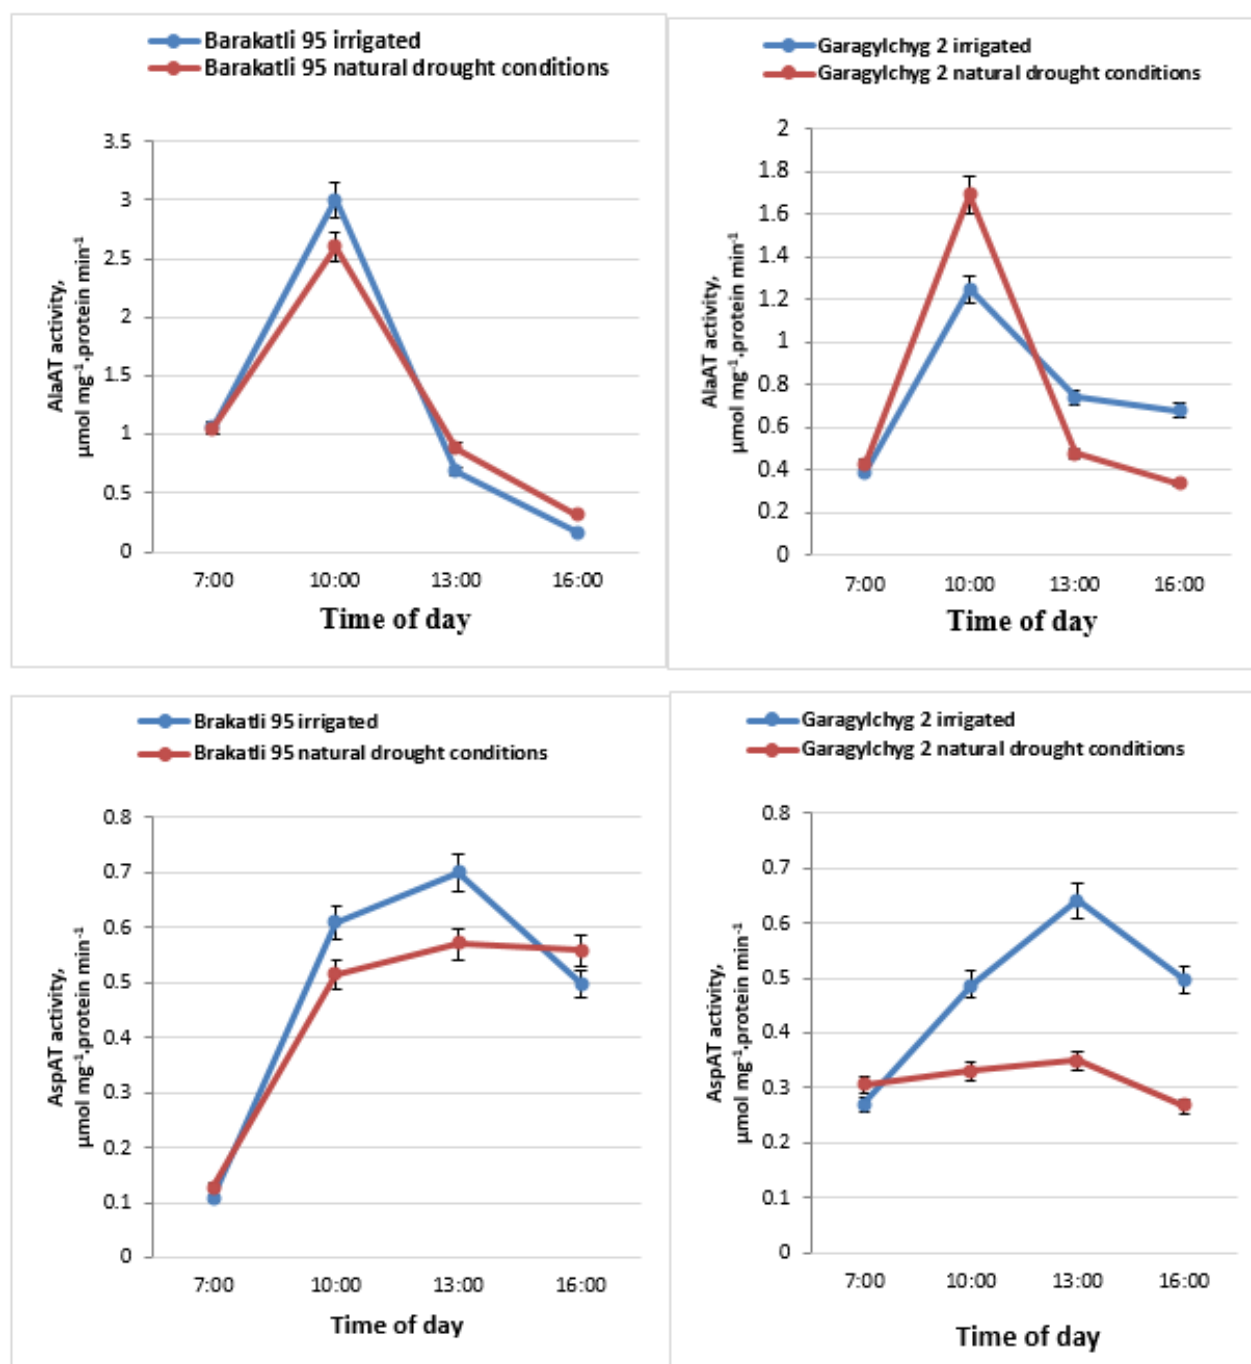 Barakatli 95 irrigated
Barakatli 95 natural drought conditions
3.5
3
2.5
2
1.5
1
0.5
0
AlaAT activity,
µmol mg⁻¹.protein min⁻¹
7:00 10:00 13:00 16:00
Time of day
Garagylchyg 2 irrigated
Garagylchyg 2 natural drought conditions
2
1.8
1.6
1.4
1.2
1
0.8
0.6
0.4
0.2
0
AlaAT activity,
µmol mg⁻¹.protein min⁻¹
7:00 10:00 13:00 16:00
Time of day
Brakatli 95 irrigated
Brakatli 95 natural drought conditions
0.8
0.7
0.6
0.5
0.4
0.3
0.2
0.1
0
AspAT activity,
µmol mg⁻¹.protein min⁻¹
7:00 10:00 13:00 16:00
Time of day
Garagylchyg 2 irrigated
Garagylchyg 2 natural drought conditions
0.8
0.7
0.6
0.5
0.4
0.3
0.2
0.1
0
AspAT activity,
µmol mg⁻¹.protein min⁻¹
7:00 10:00 13:00 16:00
Time of day